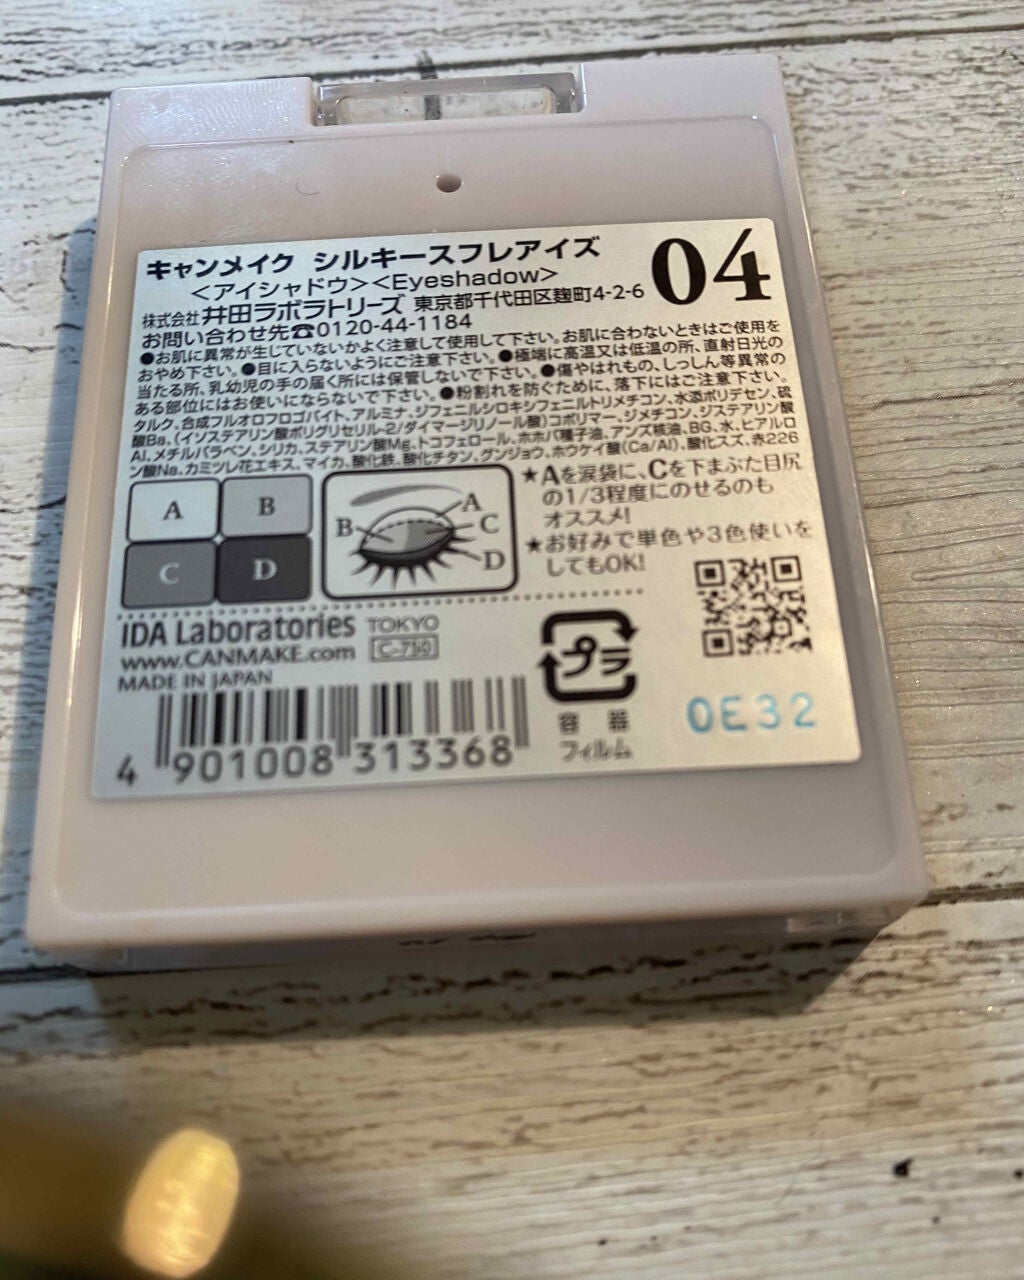 キャンメイク シルキースフレアイズ
04
<アイシャドウ><Eyeshadow>
株式会社 井田ラボラトリーズ 東京都千代田区麹町4-2-6
お問い合わせ先☎0120-44-1184
●お肌に異常が生じていないかよく注意して使用して下さい。お肌に合わないときはご使用を
おやめ下さい。●目に入らないようにご注意下さい。●極端に高温又は低温の所、直射日光の
当たる所、乳幼児の手の届く所には保管しないで下さい。●傷やはれもの、しっしん等異常の
ある部位にはお使いにならないで下さい。●粉割れを防ぐために、落下にはご注意下さい。
タルク、合成フルオロフロゴパイト、アルミナ、ジフェニルシロキシフェニルトリメチコン、水添ポリデセン、硫
酸Ba、(イソステアリン酸ポリグリセリル-2/ダイマージリノール酸)コポリマー、ジメチコン、ジステアリン酸
Al、メチルパラベン、シリカ、ステアリン酸Mg、トコフェロール、ホホバ種子油、アンズ核油、BG、水、ヒアルロ
ン酸Na、カミツレ花エキス、マイカ、酸化鉄、酸化チタン、グンジョウ、ホウケイ酸(Ca/Al)、酸化スズ、赤226
A B
C D
A
B C
D
★Aを涙袋に、Cを下まぶた目尻
の1/3程度にのせるのも
オススメ!
★お好みで単色や3色使いを
してもOK!
IDA Laboratories TOKYO
www.CANMAKE.com C-750
MADE IN JAPAN
4 901008 313368
プラ
容器
フィルム
0E32